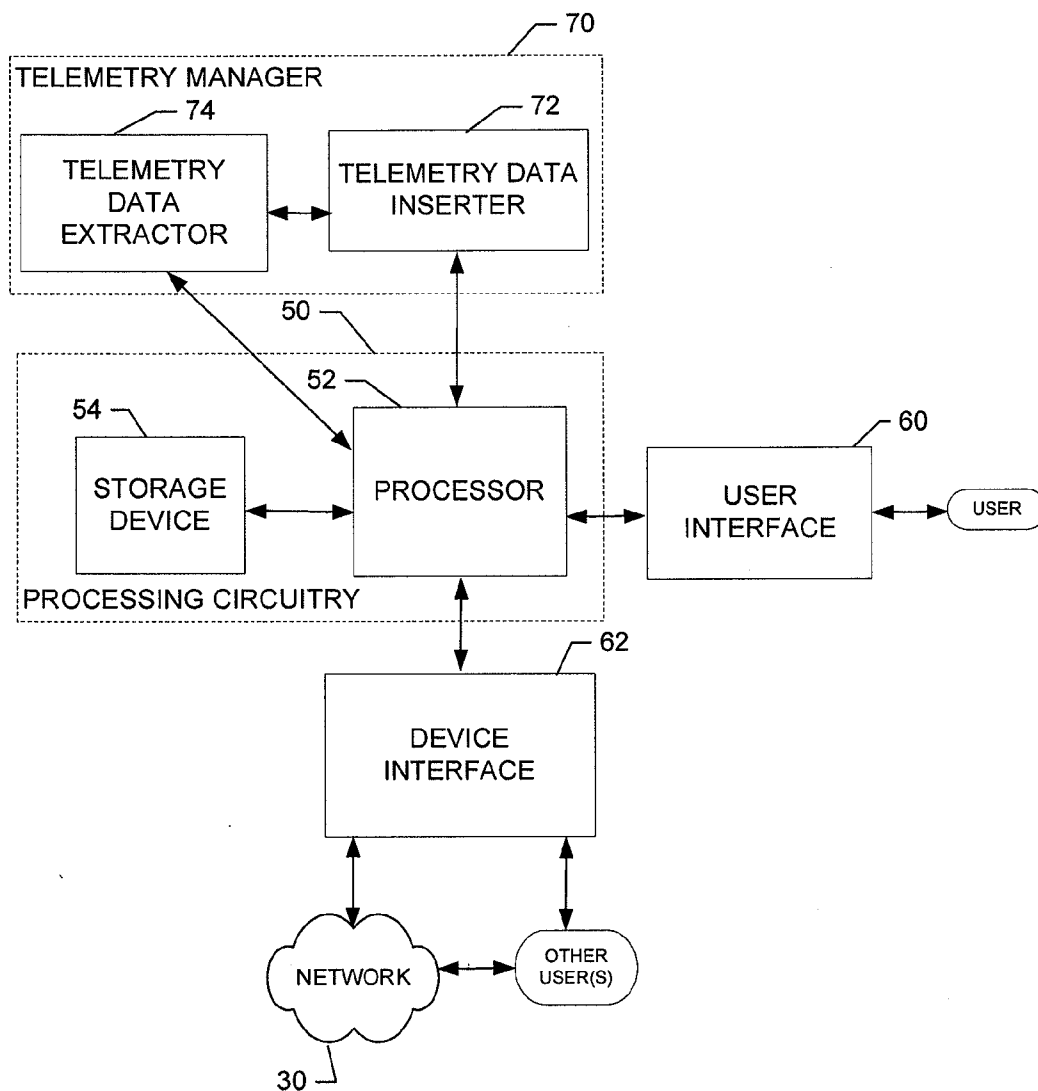 70
TELEMETRY MANAGER
74
72
TELEMETRY
DATA
EXTRACTOR
TELEMETRY DATA
INSERTER
50
52
54
60
STORAGE
DEVICE
PROCESSOR
USER
INTERFACE
USER
PROCESSING CIRCUITRY
62
DEVICE
INTERFACE
NETWORK
OTHER
USER(S)
30